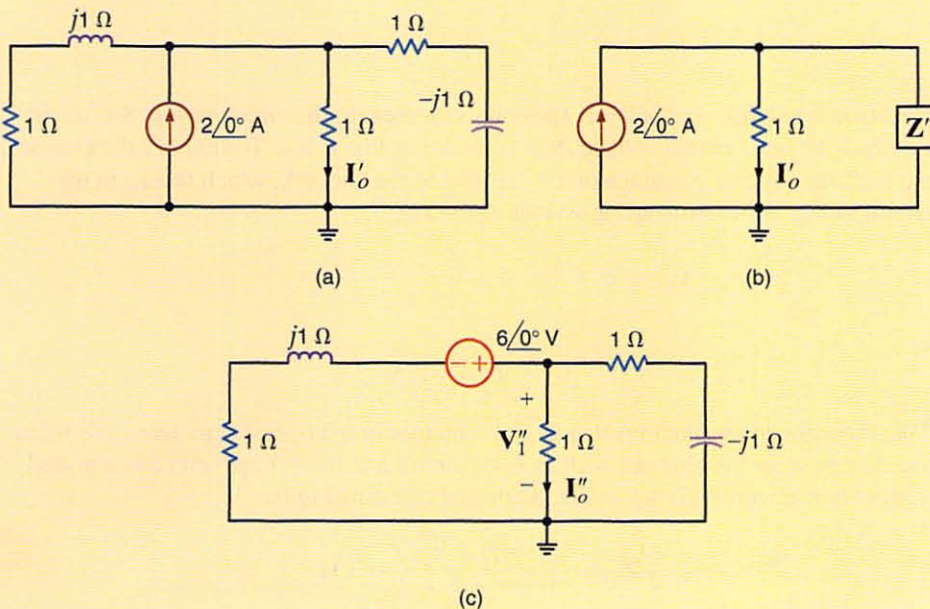 j1 Ω
1 Ω
1 Ω
2/0° A
1 Ω
−j1 Ω
I′o
(a)
2/0° A
1 Ω
Z′
I′o
(b)
j1 Ω
6/0° V
1 Ω
− +
+
1 Ω
V″1
1 Ω
−j1 Ω
−
I″o
(c)